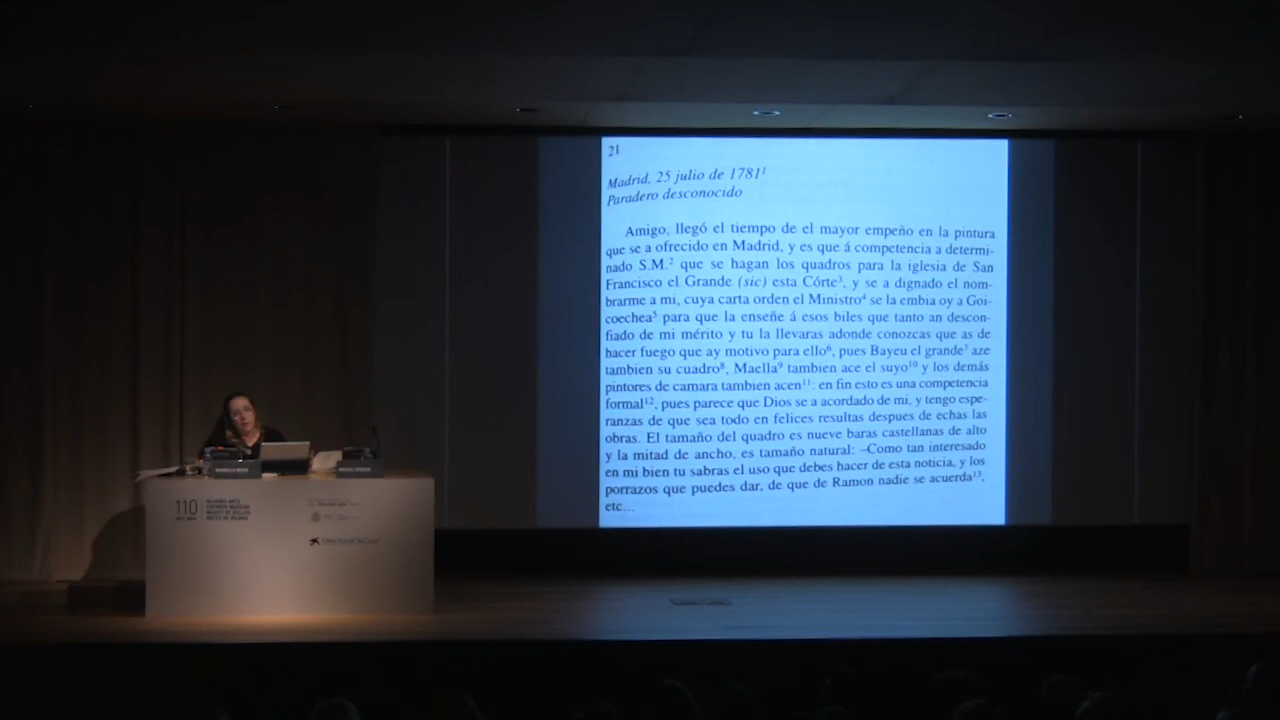 21
Madrid, 25 julio de 1781¹
Paradero desconocido
Amigo, llegó el tiempo de el mayor empeño en la pintura
que se a ofrecido en Madrid, y es que á competencia a determi-
nado S.M.² que se hagan los quadros para la iglesia de San
Francisco el Grande (sic) esta Córte³, y se a dignado el nom-
brarme a mi, cuya carta orden el Ministro⁴ se la embia oy a Goi-
coechea⁵ para que la enseñe á esos biles que tanto an descon-
fiado de mi mérito y tu la llevaras adonde conozcas que as de
hacer fuego que ay motivo para ello⁶, pues Bayeu el grande⁷ aze
tambien su cuadro⁸, Maella⁹ tambien ace el suyo¹⁰ y los demás
pintores de camara tambien acen¹¹: en fin esto es una competencia
formal¹², pues parece que Dios se a acordado de mi, y tengo espe-
ranzas de que sea todo en felices resultas despues de echas las
obras. El tamaño del quadro es nueve baras castellanas de alto
y la mitad de ancho, es tamaño natural: –Como tan interesado
en mi bien tu sabras el uso que debes hacer de esta noticia, y los
porrazos que puedes dar, de que de Ramon nadie se acuerda¹³,
etc...
110